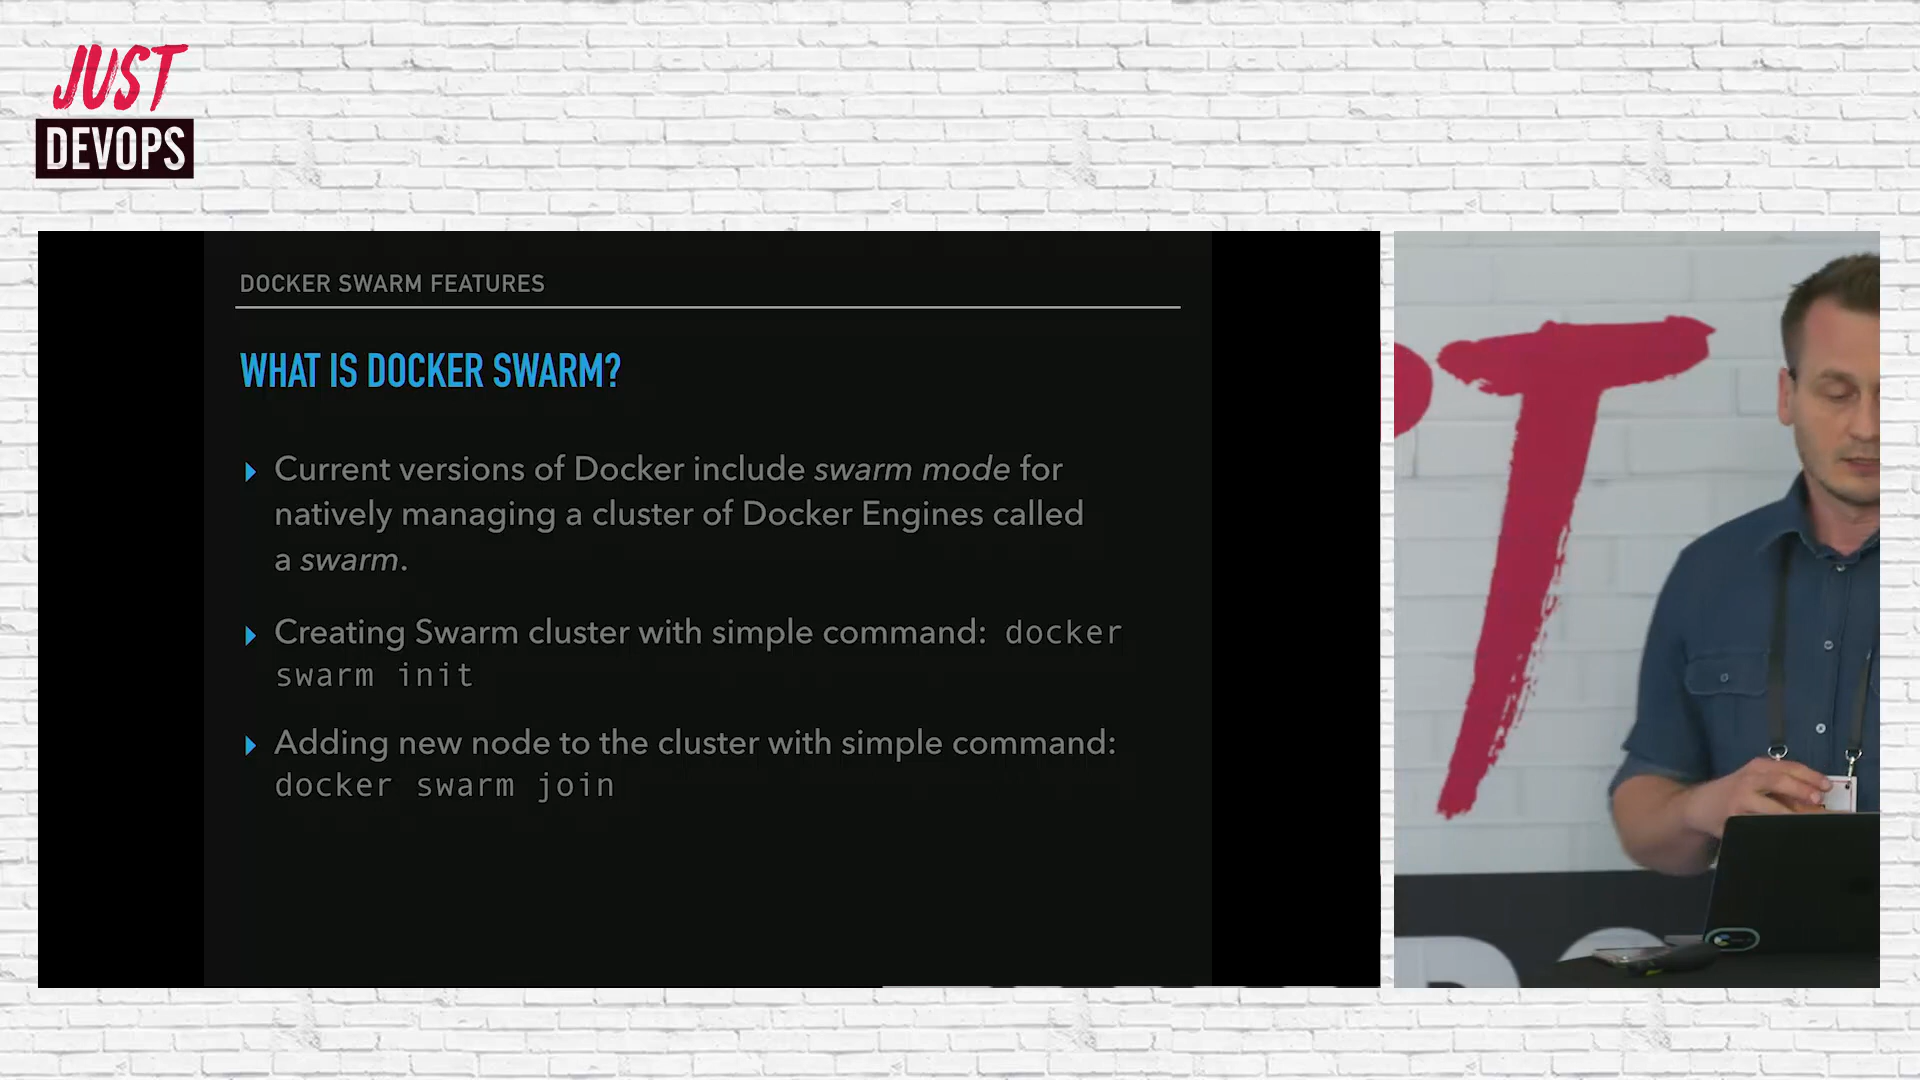 JUST
DEVOPS
DOCKER SWARM FEATURES
WHAT IS DOCKER SWARM?
Current versions of Docker include swarm mode for
natively managing a cluster of Docker Engines called
a swarm.
Creating Swarm cluster with simple command: docker
swarm init
Adding new node to the cluster with simple command:
docker swarm join
T